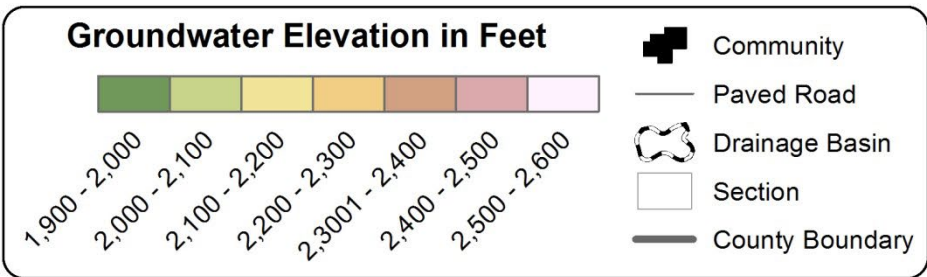 Groundwater Elevation in Feet
1,900 - 2,000
2,000 - 2,100
2,100 - 2,200
2,200 - 2,300
2,3001 - 2,400
2,400 - 2,500
2,500 - 2,600
Community
Paved Road
Drainage Basin
Section
County Boundary